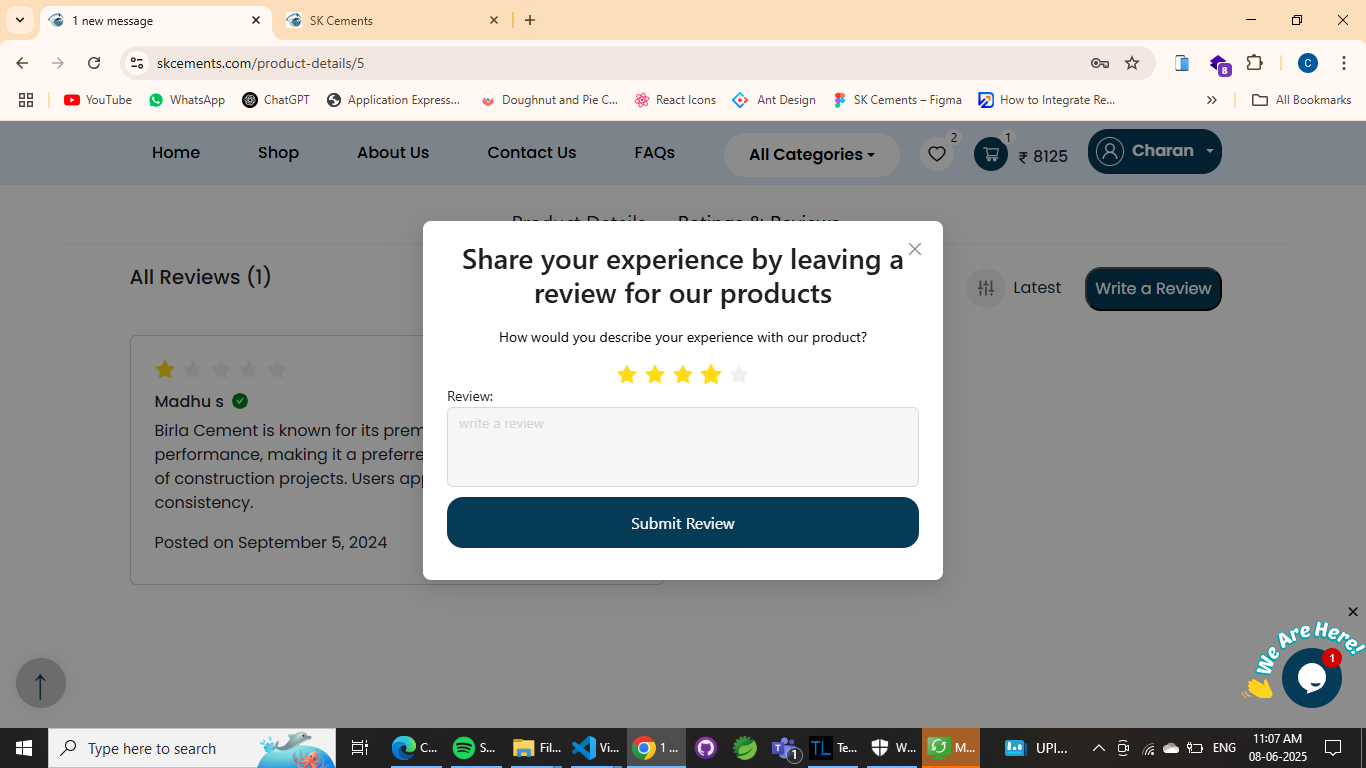 1 new message
SK Cements
skcements.com/product-details/5
8
C
YouTube
WhatsApp
ChatGPT
Application Express...
Doughnut and Pie C...
React Icons
Ant Design
SK Cements – Figma
How to Integrate Re...
All Bookmarks
Home
Shop
About Us
Contact Us
FAQs
All Categories
2
1
₹ 8125
Charan
Product Details
Ratings & Reviews
All Reviews (1)
Latest
Write a Review
Madhu s
Birla Cement is known for its prem
performance, making it a preferre
of construction projects. Users app
consistency.
Posted on September 5, 2024
Share your experience by leaving a
review for our products
How would you describe your experience with our product?
Review:
write a review
Submit Review
We Are Here!
1
Type here to search
C...
S...
Fil...
Vi...
1 ...
1
TL
Te...
W...
M...
UPI...
ENG
11:07 AM
08-06-2025